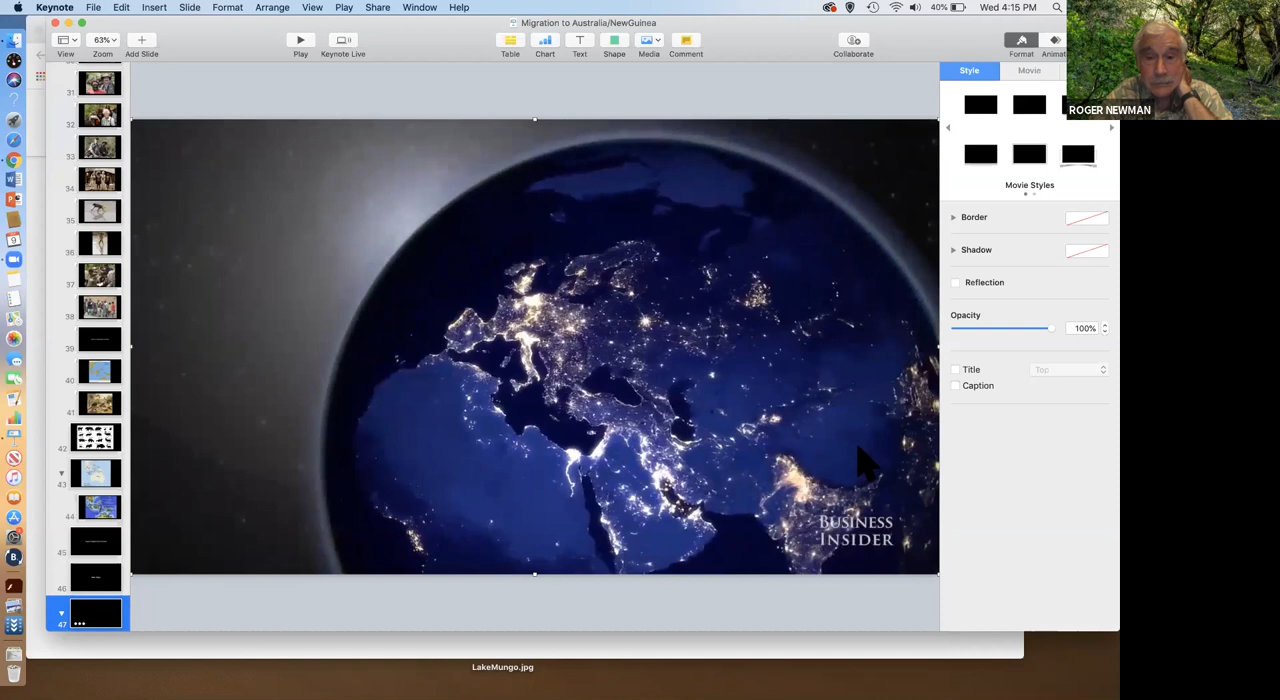 Keynote File Edit Insert Slide Format Arrange View Play Share Window Help 40% Wed 4:15 PM
Migration to Australia/NewGuinea
63%
View Zoom Add Slide Play Keynote Live Table Chart Text Shape Media Comment Collaborate Format Animat
Style Movie
ROGER NEWMAN
Movie Styles
Border
Shadow
Reflection
Opacity
100%
Title Top
Caption
31
32
33
34
35
36
37
38
39
40
41
42
43
44
45
46
47
BUSINESS
INSIDER
LakeMungo.jpg